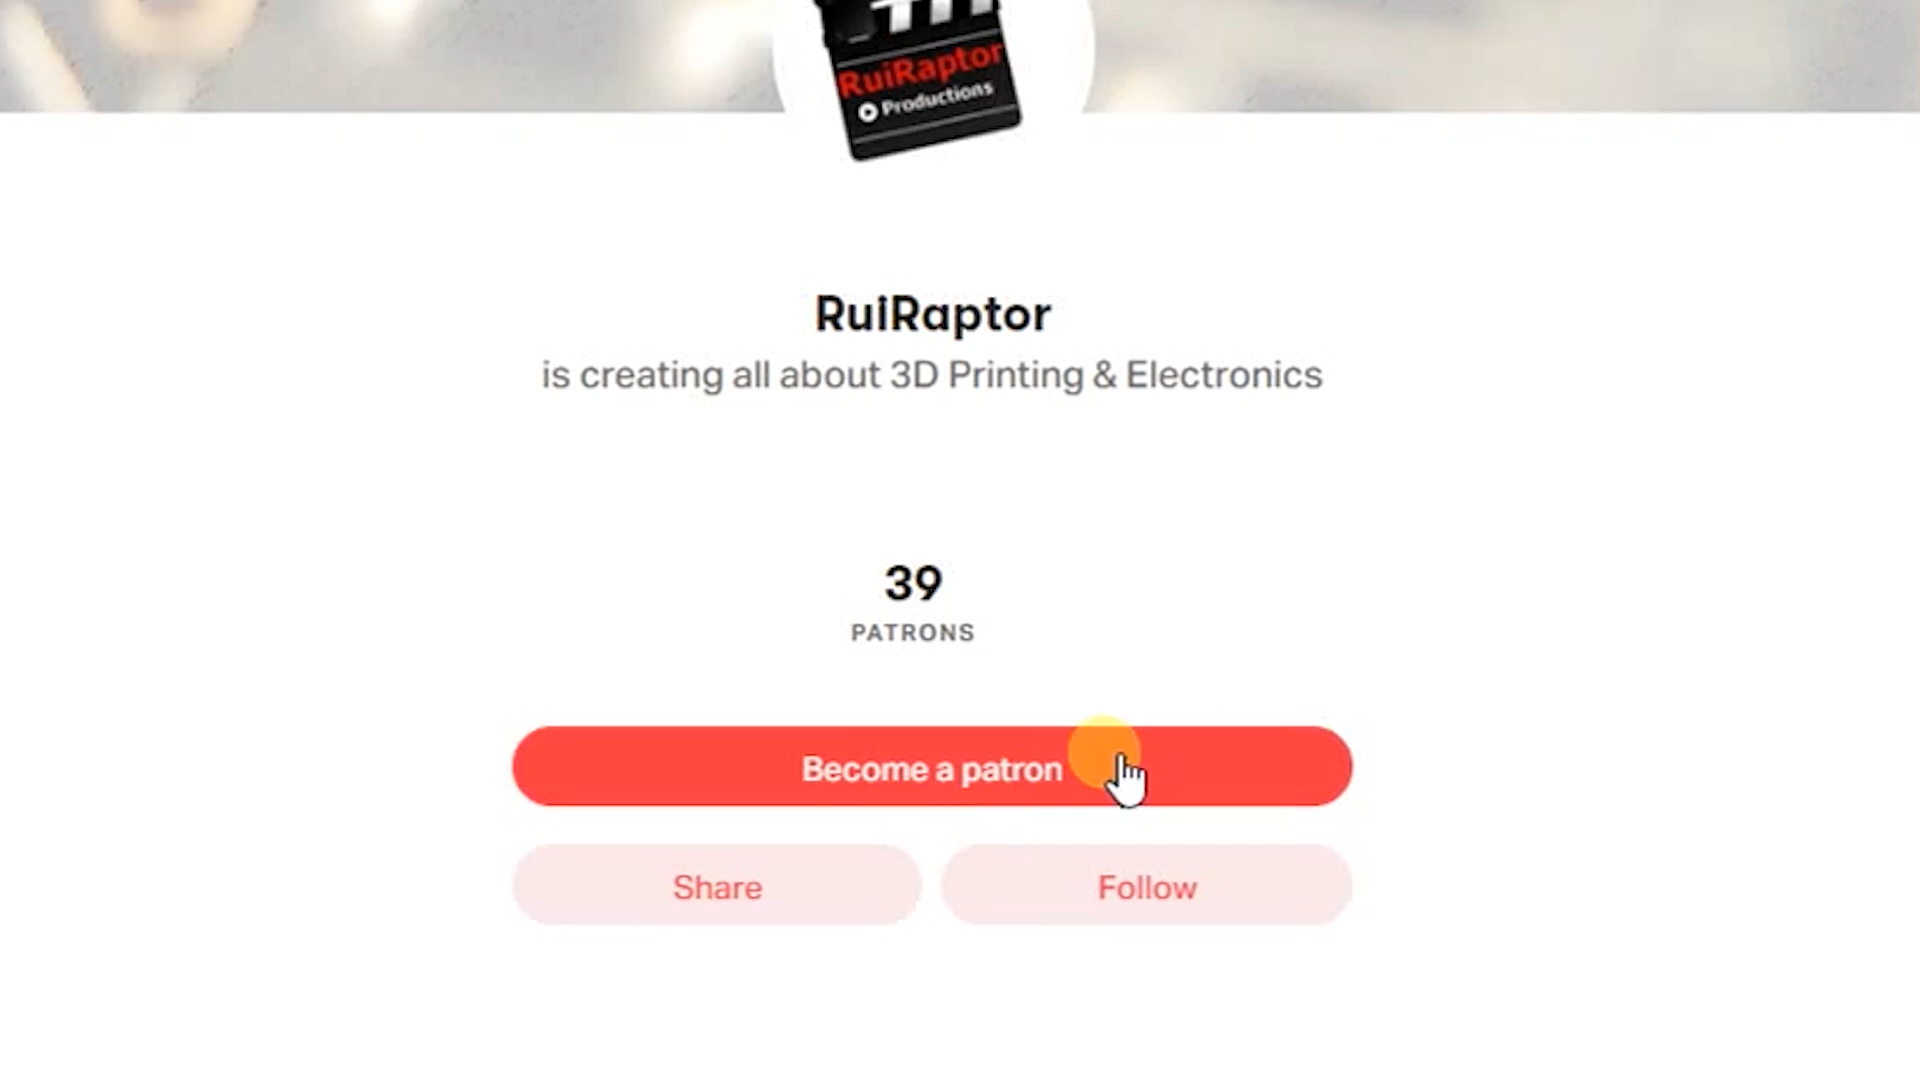 RuiRaptor
Productions
RuiRaptor
is creating all about 3D Printing & Electronics
39
PATRONS
Become a patron
Share
Follow